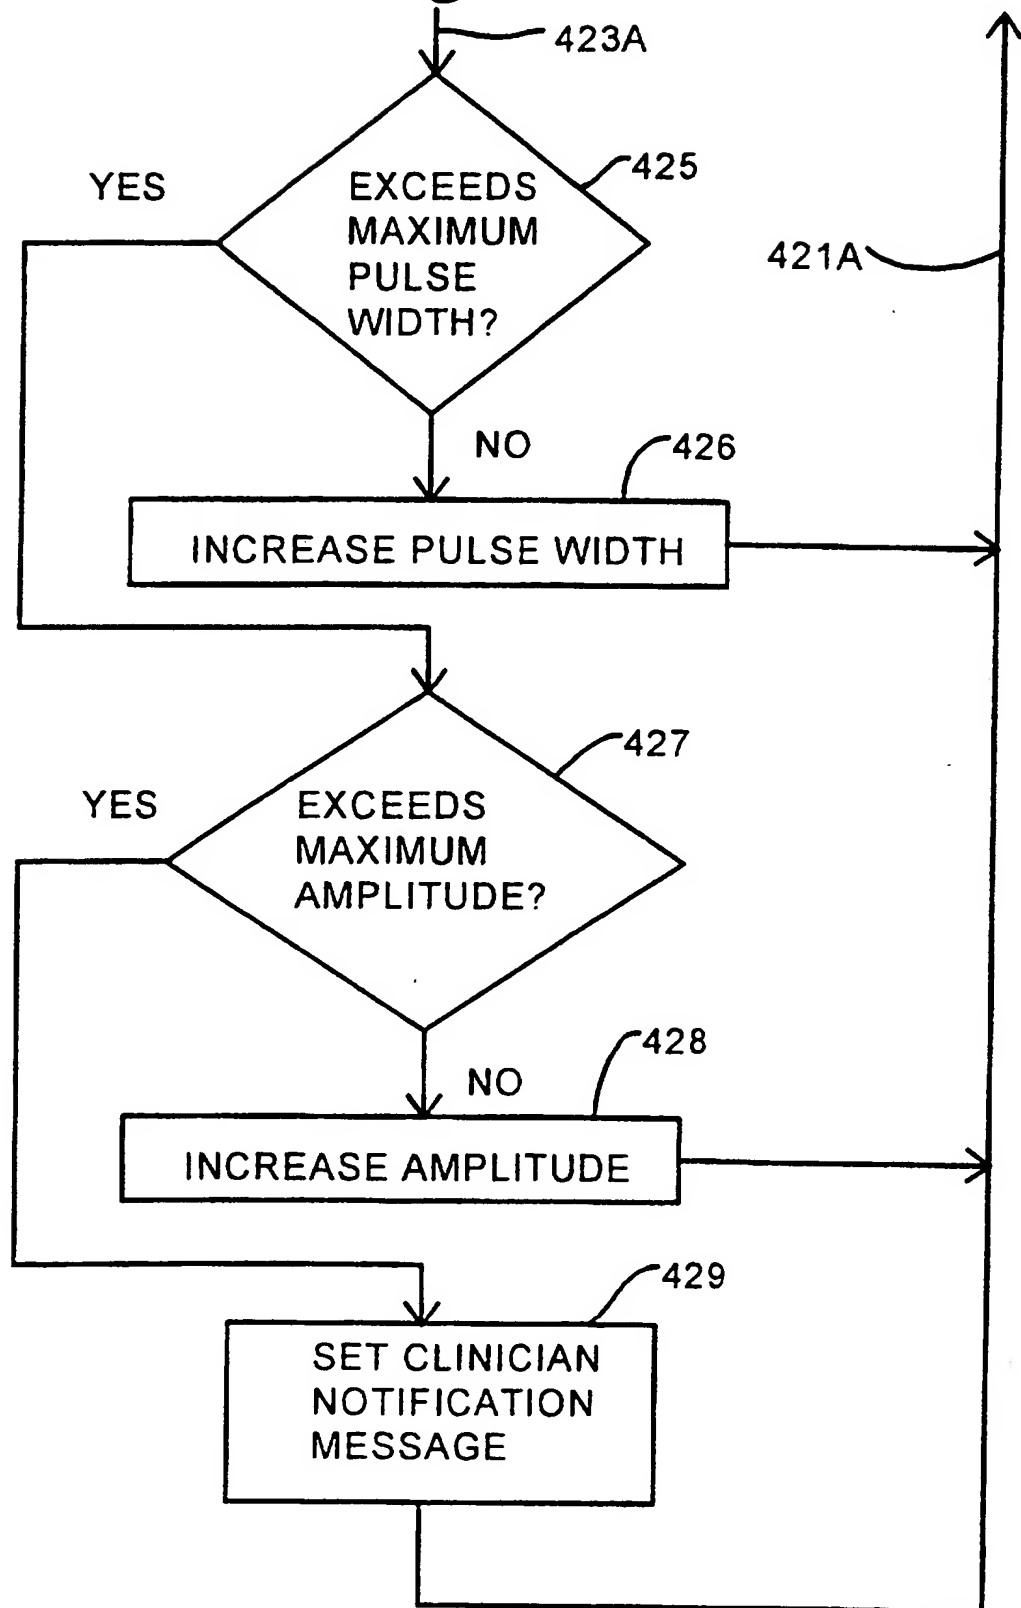 423A
425
YES
EXCEEDS
MAXIMUM
PULSE
WIDTH?
421A
NO
426
INCREASE PULSE WIDTH
427
YES
EXCEEDS
MAXIMUM
AMPLITUDE?
428
NO
INCREASE AMPLITUDE
429
SET CLINICIAN
NOTIFICATION
MESSAGE